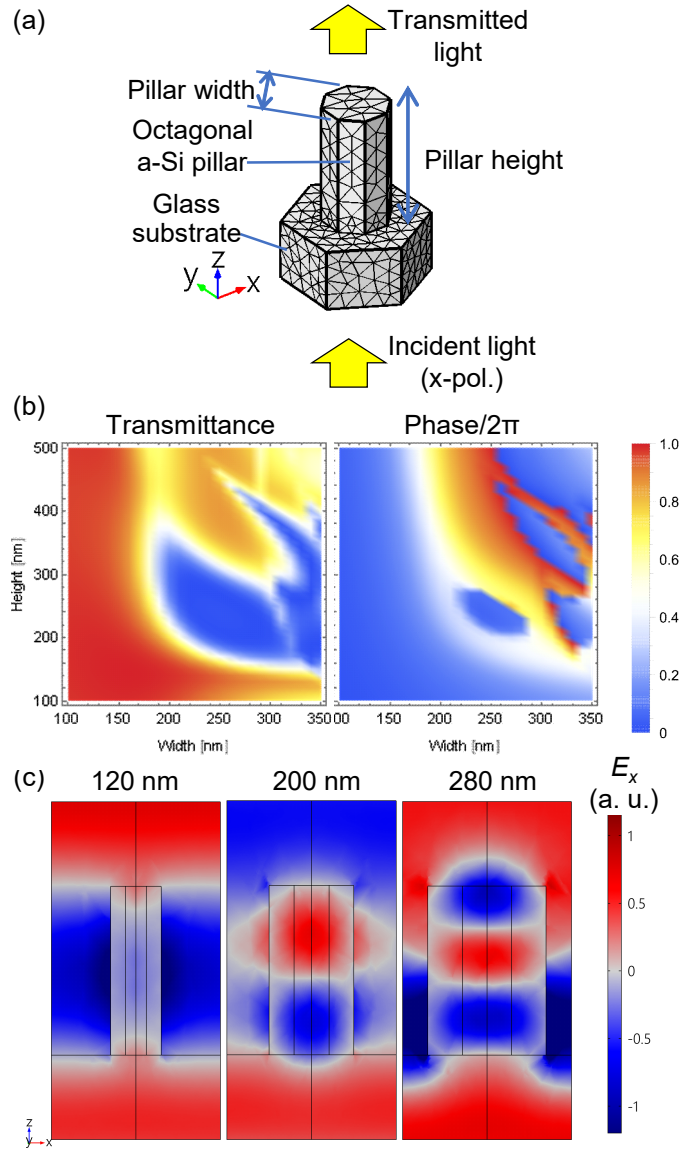 (a)
Transmitted
light
Pillar width
Octagonal
a-Si pillar
Pillar height
Glass
substrate
z
y
x
Incident light
(x-pol.)
(b)
Transmittance
Phase/2π
500
400
300
200
100
Height [nm]
100 150 200 250 300 350
Width [nm]
100 150 200 250 300 350
Width [nm]
1.0
0.8
0.6
0.4
0.2
0
(c)
120 nm
200 nm
280 nm
Ex
(a. u.)
1
0.5
0
-0.5
-1
z
y
x